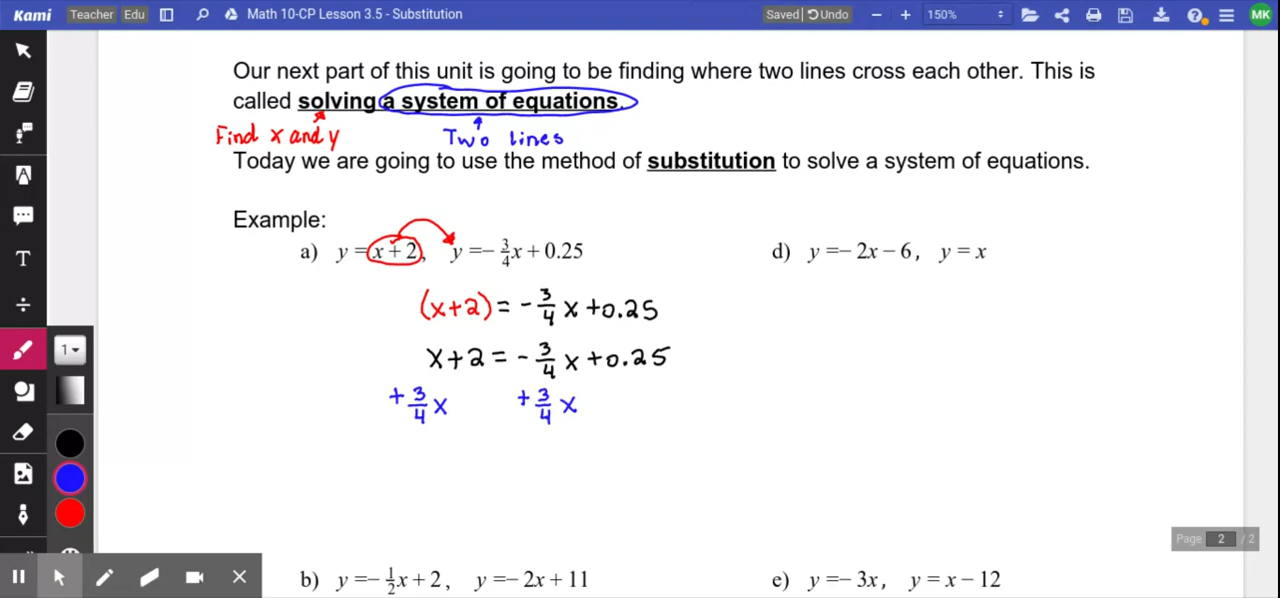 Kami Teacher Edu Math 10-CP Lesson 3.5 - Substitution Saved Undo − + 150% MK
Our next part of this unit is going to be finding where two lines cross each other. This is
called solving a system of equations.
Find x and y Two lines
Today we are going to use the method of substitution to solve a system of equations.
Example:
a) y = x + 2, y = − 3/4 x + 0.25 d) y = − 2x − 6, y = x
(x+2) = - 3/4 x +0.25
x+2 = - 3/4 x +0.25
+ 3/4 x + 3/4 x
1
Page 2 / 2
b) y = − 1/2 x + 2, y = − 2x + 11 e) y = − 3x, y = x − 12